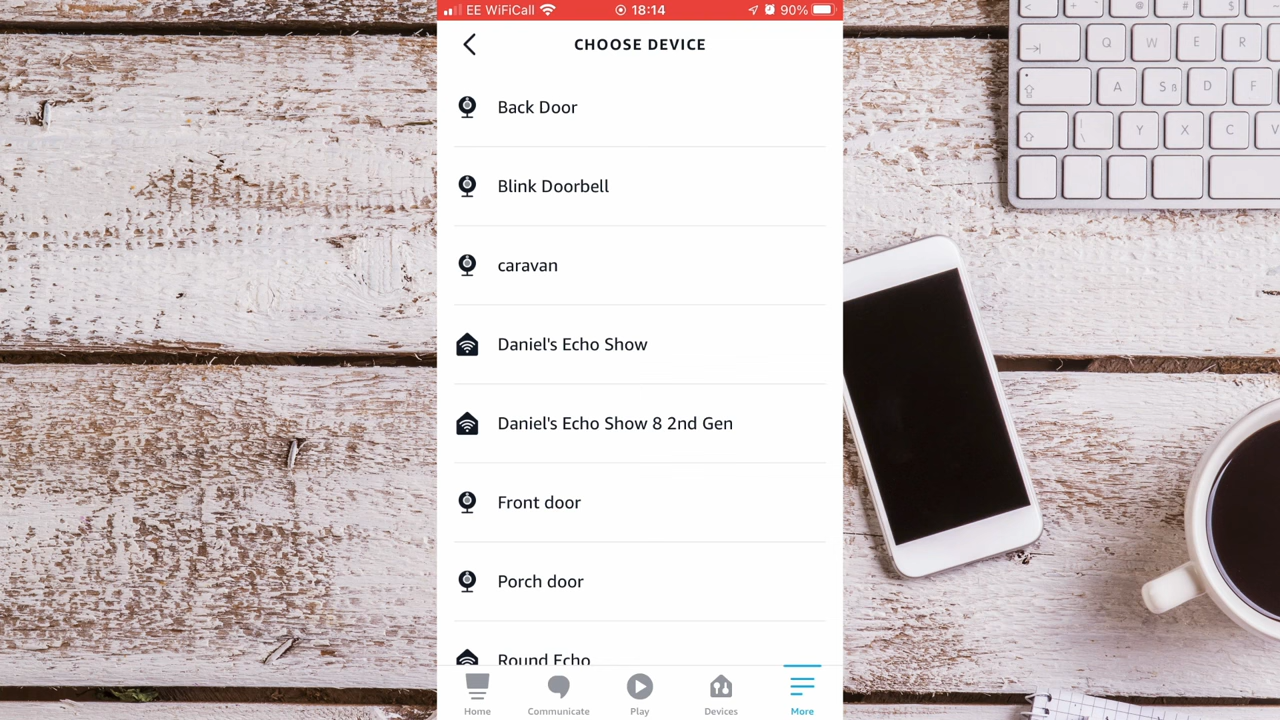 EE WiFiCall 18:14 90%
CHOOSE DEVICE
Back Door
Blink Doorbell
caravan
Daniel's Echo Show
Daniel's Echo Show 8 2nd Gen
Front door
Porch door
Round Echo
Home Communicate Play Devices More
Q W E R
A S ß D F
Y X C V